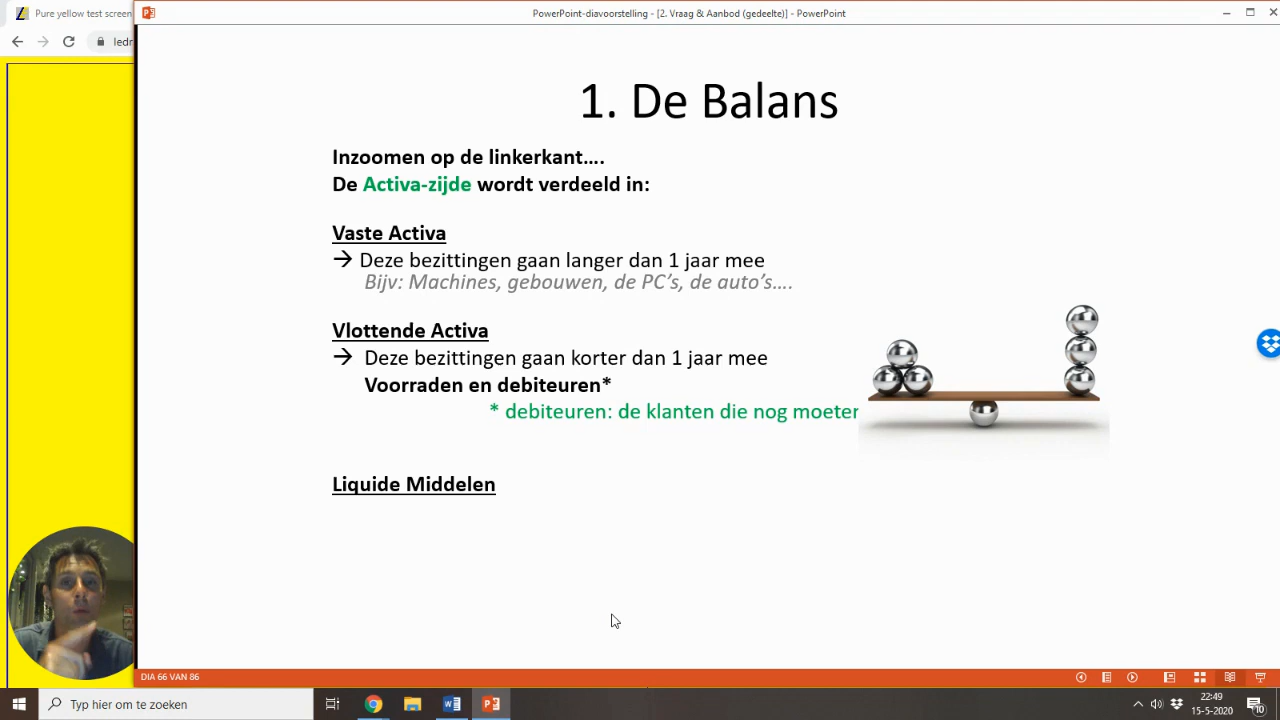 Pure yellow test screen
PowerPoint-diavoorstelling - [2. Vraag & Aanbod (gedeelte)] - PowerPoint
1. De Balans
Inzoomen op de linkerkant....
De Activa-zijde wordt verdeeld in:
Vaste Activa
→ Deze bezittingen gaan langer dan 1 jaar mee
Bijv: Machines, gebouwen, de PC’s, de auto’s....
Vlottende Activa
→ Deze bezittingen gaan korter dan 1 jaar mee
Voorraden en debiteuren*
* debiteuren: de klanten die nog moeten
Liquide Middelen
DIA 66 VAN 86
Typ hier om te zoeken
22:49
15-5-2020
10